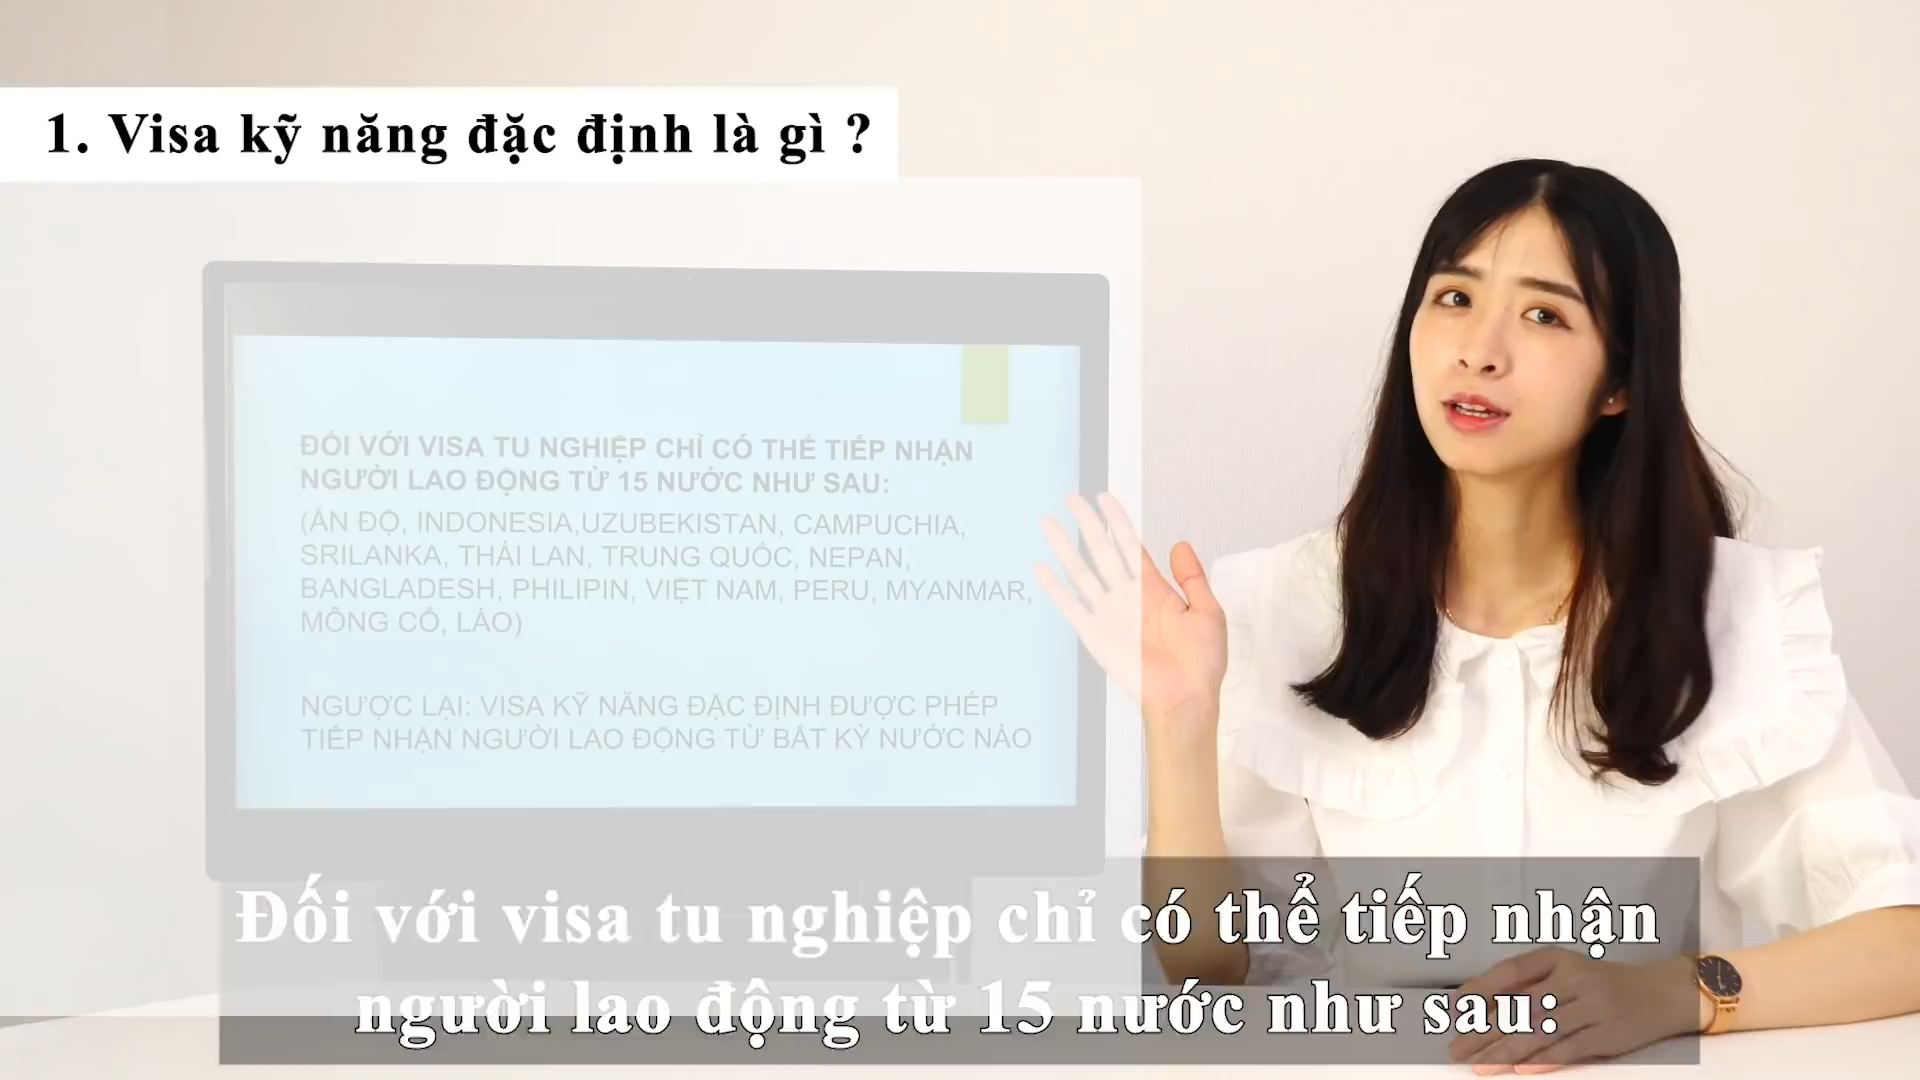 1. Visa kỹ năng đặc định là gì ?
ĐỐI VỚI VISA TU NGHIỆP CHỈ CÓ THỂ TIẾP NHẬN
NGƯỜI LAO ĐỘNG TỪ 15 NƯỚC NHƯ SAU:
(ẤN ĐỘ, INDONESIA,UZUBEKISTAN, CAMPUCHIA,
SRILANKA, THÁI LAN, TRUNG QUỐC, NEPAN,
BANGLADESH, PHILIPIN, VIỆT NAM, PERU, MYANMAR,
MÔNG CỔ, LÀO)
NGƯỢC LẠI: VISA KỸ NĂNG ĐẶC ĐỊNH ĐƯỢC PHÉP
TIẾP NHẬN NGƯỜI LAO ĐỘNG TỪ BẤT KỲ NƯỚC NÀO
Đối với visa tu nghiệp chỉ có thể tiếp nhận
người lao động từ 15 nước như sau: